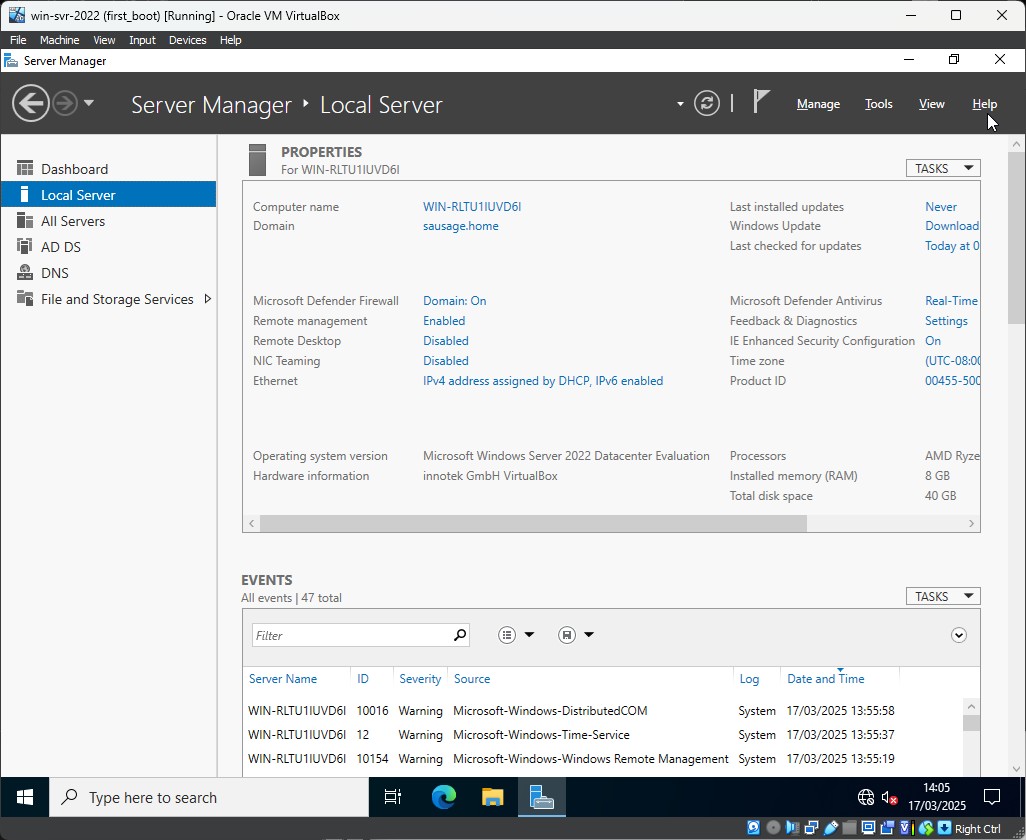 win-svr-2022 (first_boot) [Running] - Oracle VM VirtualBox
File Machine View Input Devices Help
Server Manager
Server Manager ‣ Local Server
Manage Tools View Help
Dashboard
Local Server
All Servers
AD DS
DNS
File and Storage Services
PROPERTIES
For WIN-RLTU1IUVD6I
TASKS
Computer name WIN-RLTU1IUVD6I Last installed updates Never
Domain sausage.home Windows Update Download
Last checked for updates Today at 0
Microsoft Defender Firewall Domain: On Microsoft Defender Antivirus Real-Time
Remote management Enabled Feedback & Diagnostics Settings
Remote Desktop Disabled IE Enhanced Security Configuration On
NIC Teaming Disabled Time zone (UTC-08:00
Ethernet IPv4 address assigned by DHCP, IPv6 enabled Product ID 00455-500
Operating system version Microsoft Windows Server 2022 Datacenter Evaluation Processors AMD Ryze
Hardware information innotek GmbH VirtualBox Installed memory (RAM) 8 GB
Total disk space 40 GB
EVENTS
All events | 47 total
TASKS
Filter
Server Name ID Severity Source Log Date and Time
WIN-RLTU1IUVD6I 10016 Warning Microsoft-Windows-DistributedCOM System 17/03/2025 13:55:58
WIN-RLTU1IUVD6I 12 Warning Microsoft-Windows-Time-Service System 17/03/2025 13:55:37
WIN-RLTU1IUVD6I 10154 Warning Microsoft-Windows-Windows Remote Management System 17/03/2025 13:55:19
Type here to search
14:05
17/03/2025
Right Ctrl